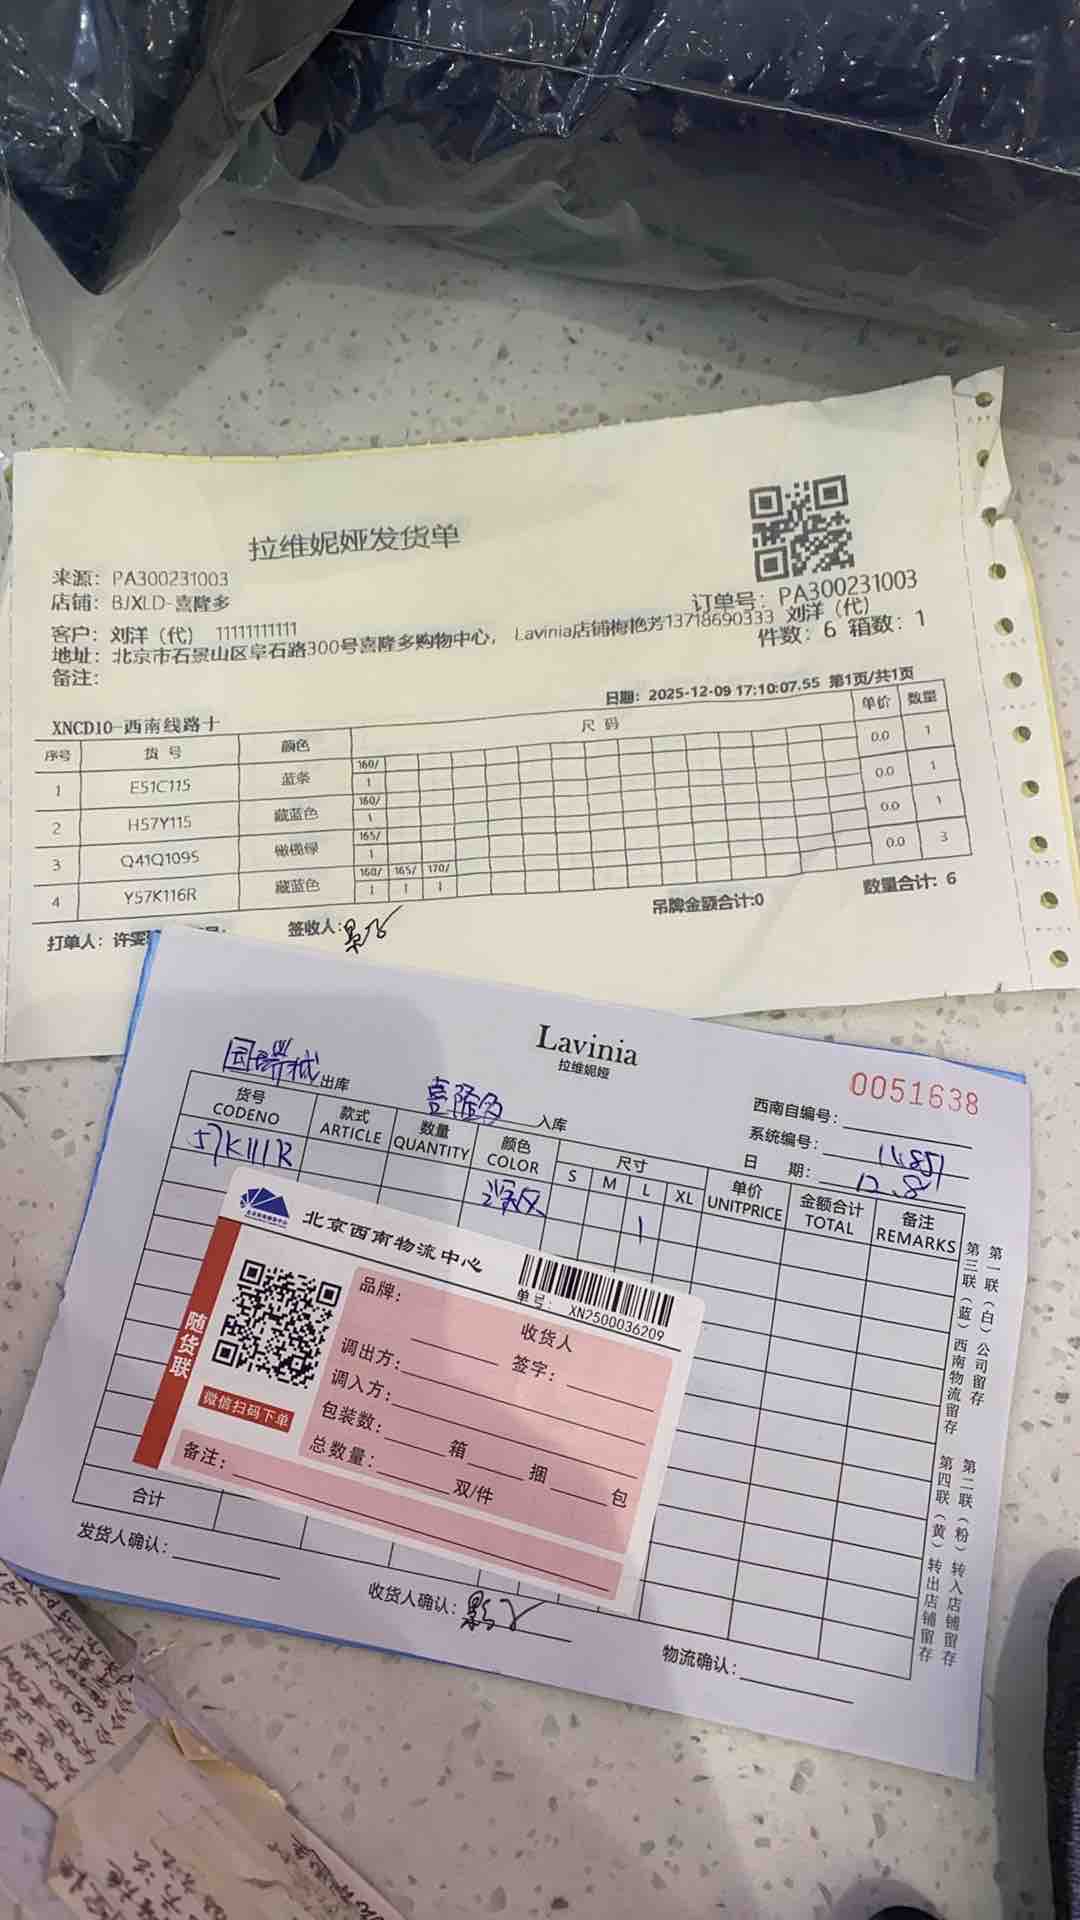 拉维妮娅发货单
来源: PA300231003
店铺: BJXLD-喜隆多
订单号: PA300231003
客户: 刘洋（代） 11111111111
地址: 北京市石景山区阜石路300号喜隆多购物中心, Lavinia店铺梅艳芳13718690333 刘洋（代）
件数: 6 箱数: 1
备注:
日期: 2025-12-09 17:10:07.55 第1页/共1页
XNCD10-西南线路十
序号 货 号 颜色 尺 码 单价 数量
1 E51C115 蓝条 160/ 1 0.0 1
2 H57Y115 藏蓝色 160/ 1 0.0 1
3 Q41Q109S 橄榄绿 165/ 1 0.0 1
4 Y57K116R 藏蓝色 160/ 165/ 170/ 1 1 1 0.0 3
吊牌金额合计:0 数量合计: 6
打单人: 许雯 签收人:
Lavinia
拉维妮娅
0051638
国瑞城 出库 喜隆多 入库
西南自编号:
系统编号: 11851
日 期: 12.8
货号 CODENO 款式 ARTICLE 数量 QUANTITY 颜色 COLOR 尺寸 S M L XL 单价 UNITPRICE 金额合计 TOTAL 备注 REMARKS
57K111R 1
北京西南物流中心
单号: XN2500036209
随货联
微信扫码下单
品牌:
收货人
签字:
调出方:
调入方:
包装数: 箱 捆 包
总数量: 双/件
备注:
合计
发货人确认:
收货人确认:
物流确认:
第一联（白）公司留存
第二联（粉）转入店铺留存
第三联（蓝）西南物流留存
第四联（黄）转出店铺留存